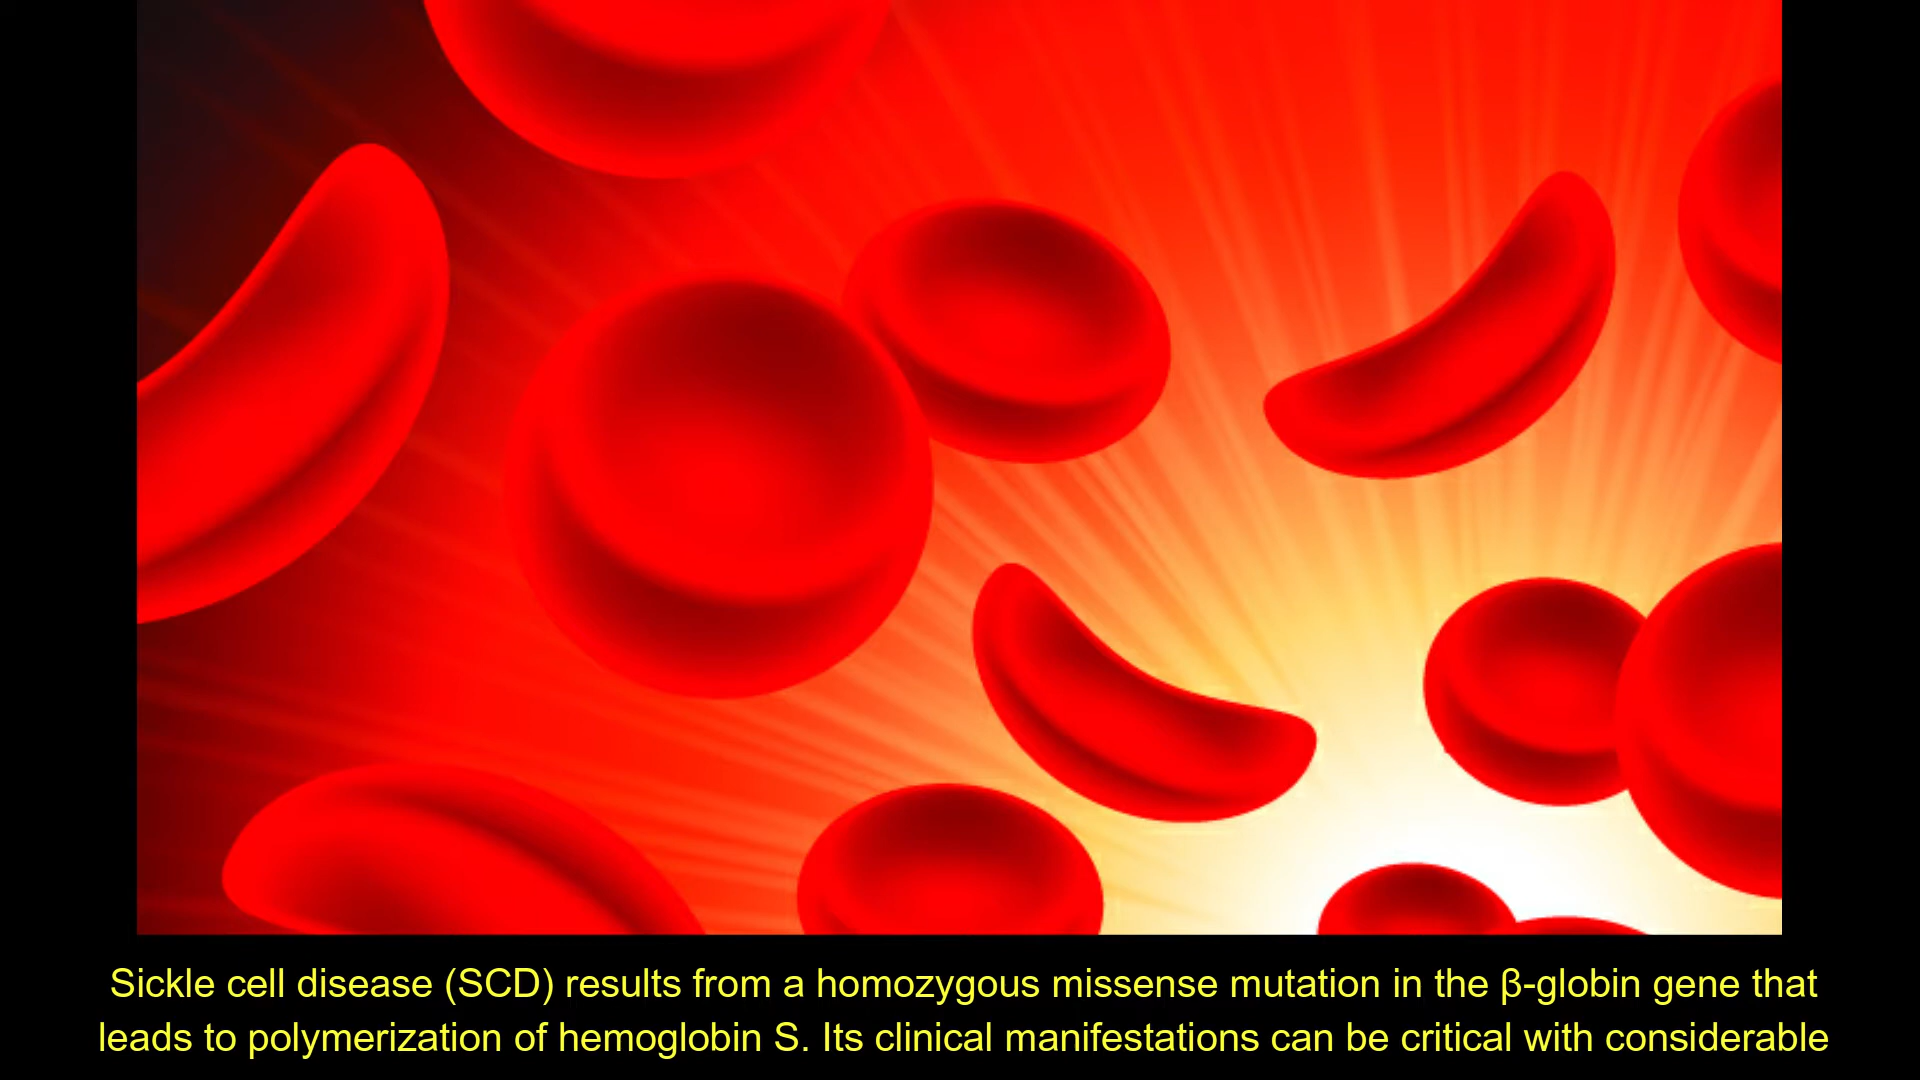 Sickle cell disease (SCD) results from a homozygous missense mutation in the β-globin gene that
leads to polymerization of hemoglobin S. Its clinical manifestations can be critical with considerable